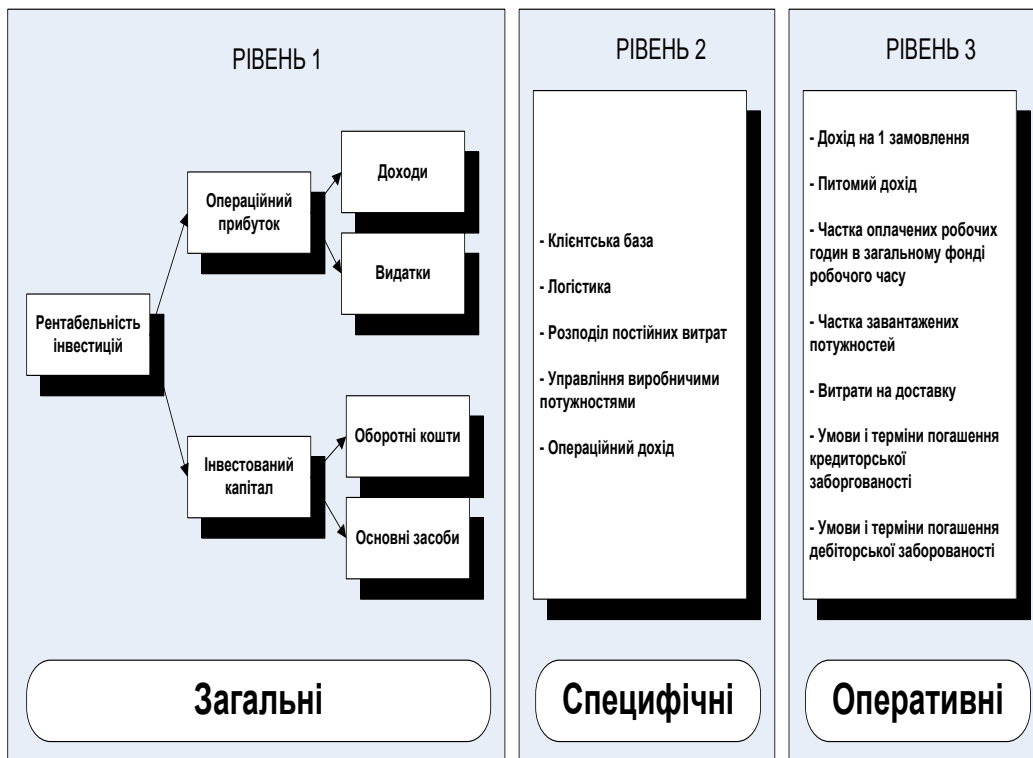 РІВЕНЬ 1
Рентабельність
інвестицій
Операційний
прибуток
Доходи
Видатки
Інвестований
капітал
Оборотні кошти
Основні засоби
Загальні
РІВЕНЬ 2
- Клієнтська база
- Логістика
- Розподіл постійних витрат
- Управління виробничими
потужностями
- Операційний дохід
Специфічні
РІВЕНЬ 3
- Дохід на 1 замовлення
- Питомий дохід
- Частка оплачених робочих
годин в загальному фонді
робочого часу
- Частка завантажених
потужностей
- Витрати на доставку
- Умови і терміни погашення
кредиторської
заборгованості
- Умови і терміни погашення
дебіторської заборованості
Оперативні